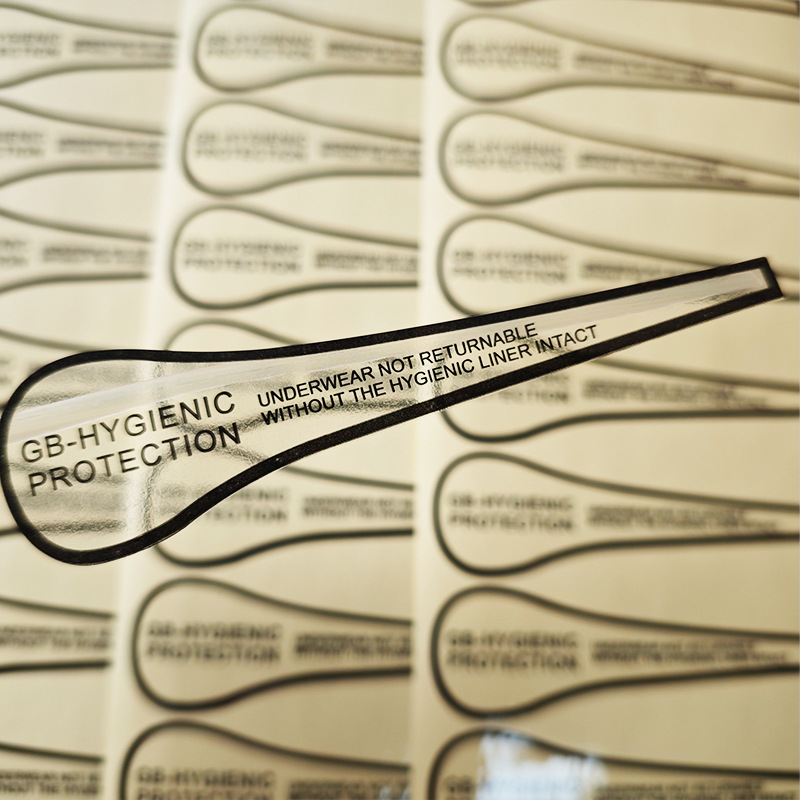 GB-HYGIENIC
PROTECTION
UNDERWEAR NOT RETURNABLE
WITHOUT THE HYGIENIC LINER INTACT